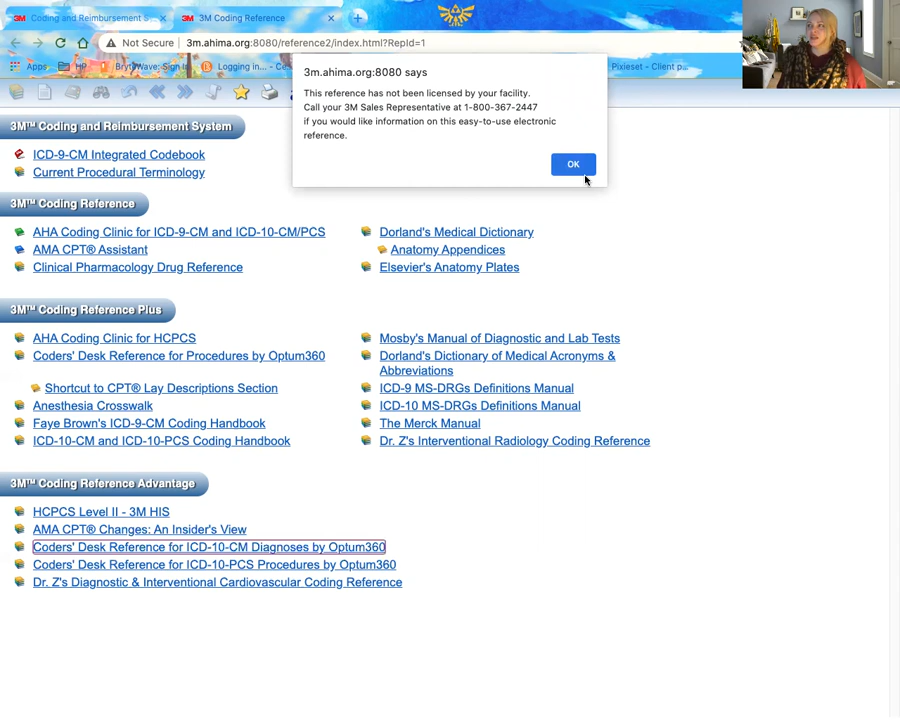 3M Coding and Reimbursement S
3M 3M Coding Reference
Not Secure 3m.ahima.org:8080/reference2/index.html?RepId=1
Apps HP BrytWave: Sign I Logging in... - Ce Pixieset - Client p...
3m.ahima.org:8080 says
This reference has not been licensed by your facility.
Call your 3M Sales Representative at 1-800-367-2447
if you would like information on this easy-to-use electronic
reference.
OK
3M™ Coding and Reimbursement System
ICD-9-CM Integrated Codebook
Current Procedural Terminology
3M™ Coding Reference
AHA Coding Clinic for ICD-9-CM and ICD-10-CM/PCS
AMA CPT® Assistant
Clinical Pharmacology Drug Reference
Dorland's Medical Dictionary
Anatomy Appendices
Elsevier's Anatomy Plates
3M™ Coding Reference Plus
AHA Coding Clinic for HCPCS
Coders' Desk Reference for Procedures by Optum360
Shortcut to CPT® Lay Descriptions Section
Anesthesia Crosswalk
Faye Brown's ICD-9-CM Coding Handbook
ICD-10-CM and ICD-10-PCS Coding Handbook
Mosby's Manual of Diagnostic and Lab Tests
Dorland's Dictionary of Medical Acronyms &
Abbreviations
ICD-9 MS-DRGs Definitions Manual
ICD-10 MS-DRGs Definitions Manual
The Merck Manual
Dr. Z's Interventional Radiology Coding Reference
3M™ Coding Reference Advantage
HCPCS Level II - 3M HIS
AMA CPT® Changes: An Insider's View
Coders' Desk Reference for ICD-10-CM Diagnoses by Optum360
Coders' Desk Reference for ICD-10-PCS Procedures by Optum360
Dr. Z's Diagnostic & Interventional Cardiovascular Coding Reference